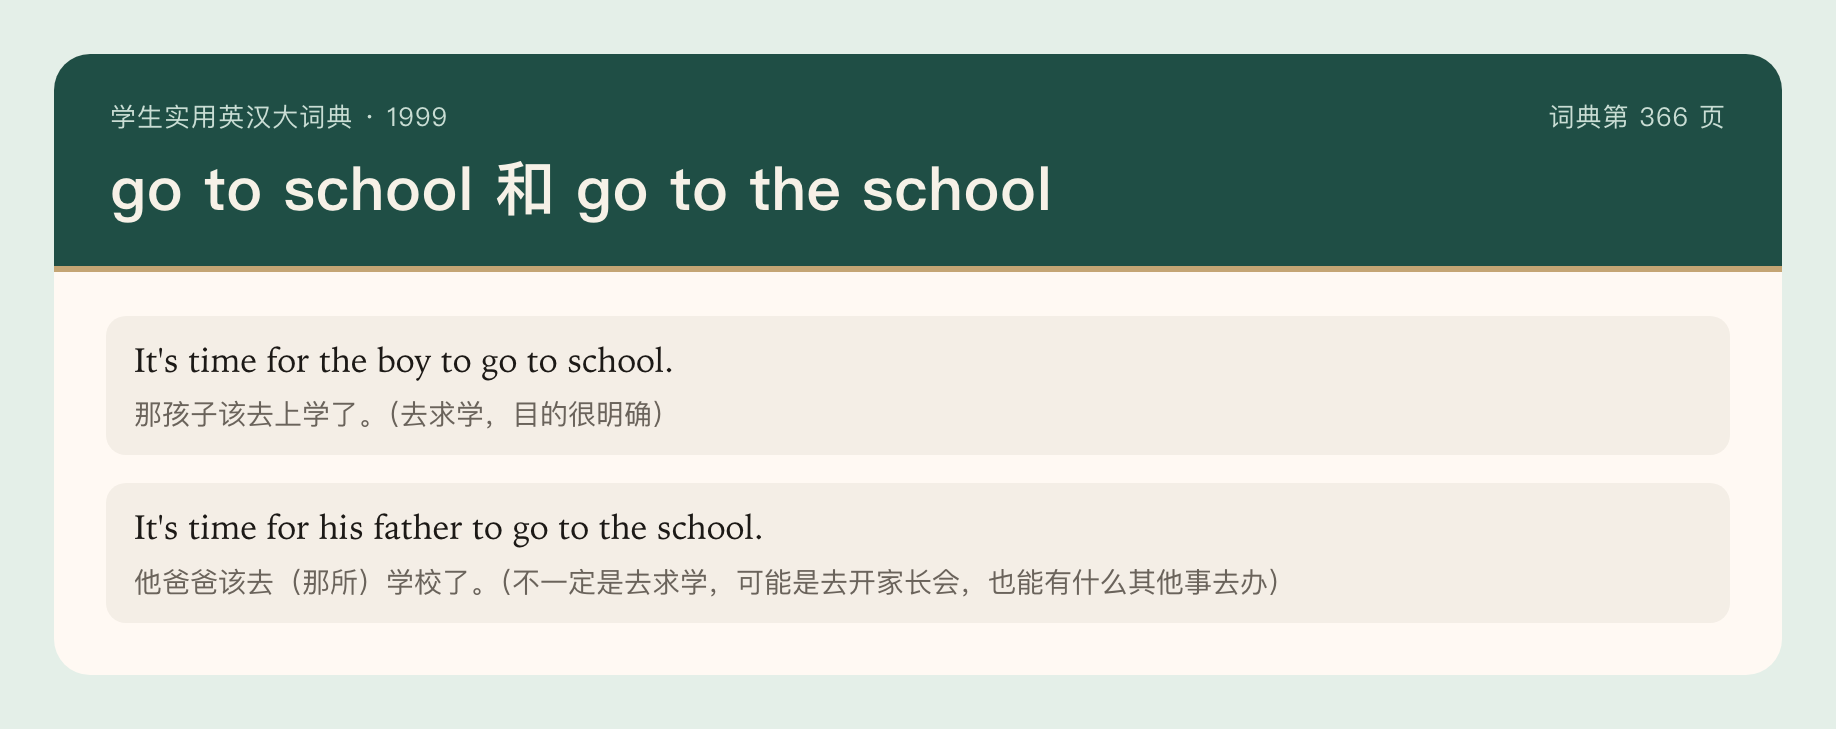 学生实用英汉大词典 · 1999
词典第 366 页
go to school 和 go to the school
It's time for the boy to go to school.
那孩子该去上学了。（去求学，目的很明确）
It's time for his father to go to the school.
他爸爸该去（那所）学校了。（不一定是去求学，可能是去开家长会，也能有什么其他事去办）